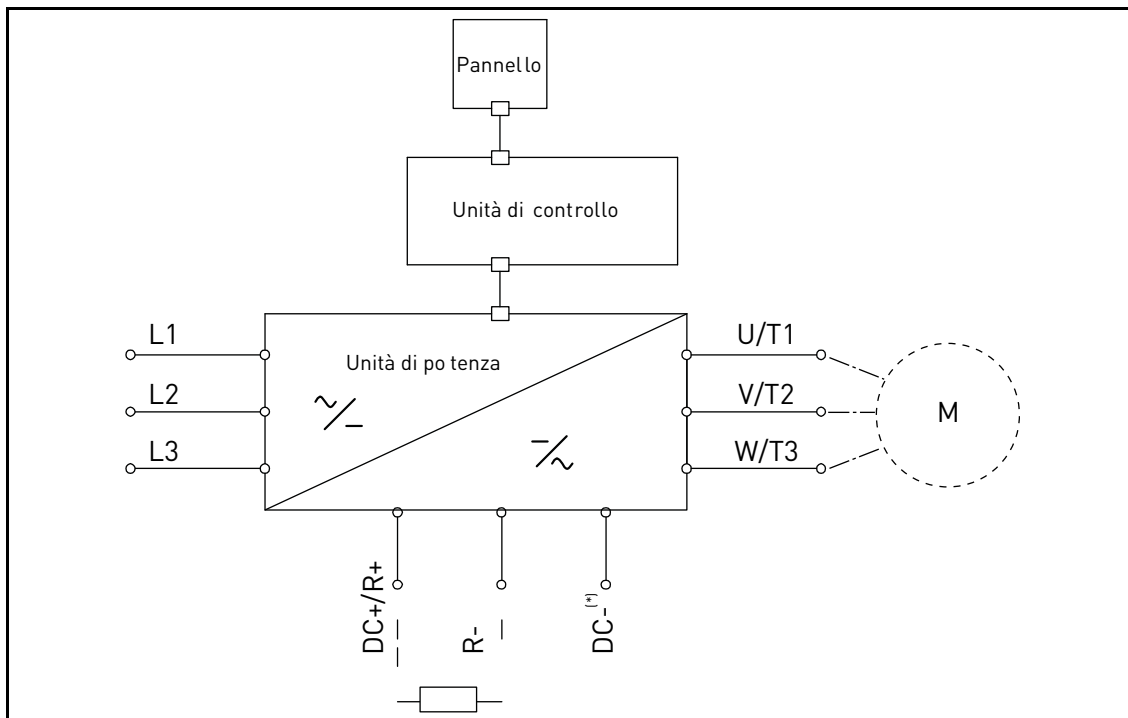 Pannello
Unità di controllo
L1
L2
L3
Unità di po tenza
U/T1
V/T2
W/T3
M
DC+/R+
R-
DC-(*)